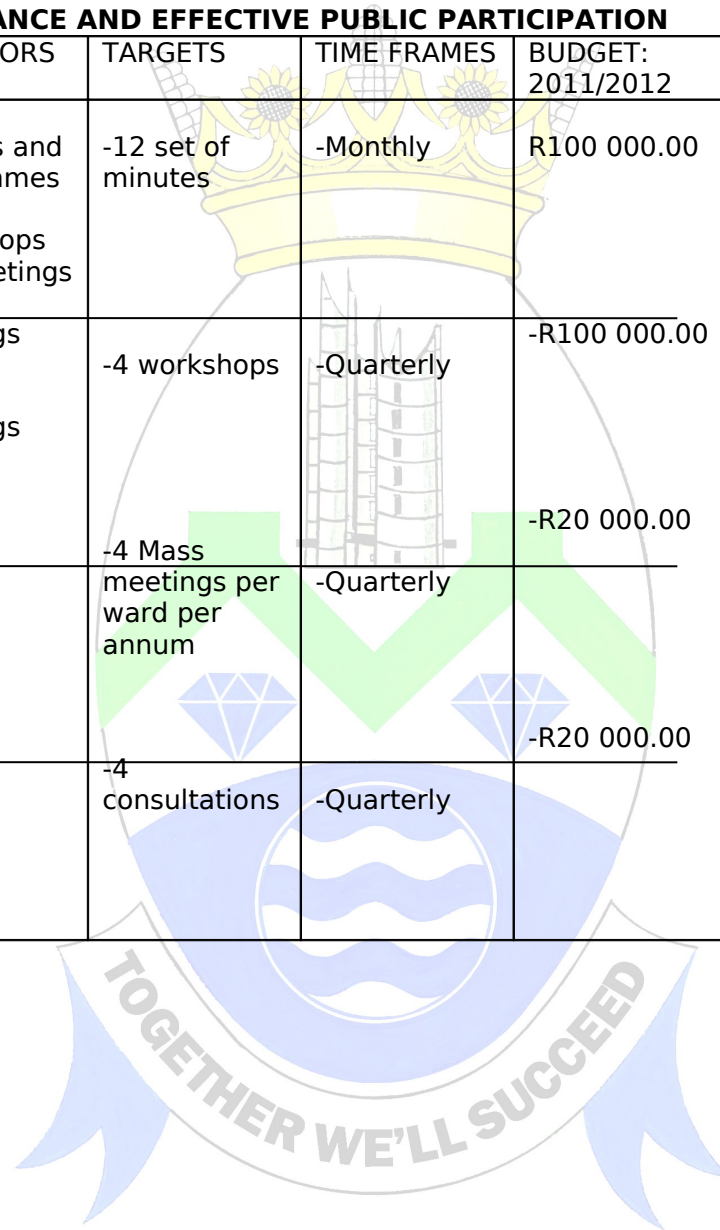 ANCE AND EFFECTIVE PUBLIC PARTICIPATION
ORS TARGETS TIME FRAMES BUDGET:
2011/2012
s and -12 set of -Monthly R100 000.00
ames minutes
ops
etings
gs -R100 000.00
-4 workshops -Quarterly
gs
-R20 000.00
-4 Mass
meetings per -Quarterly
ward per
annum
-R20 000.00
-4
consultations -Quarterly
TOGETHER WE'LL SUCCEED